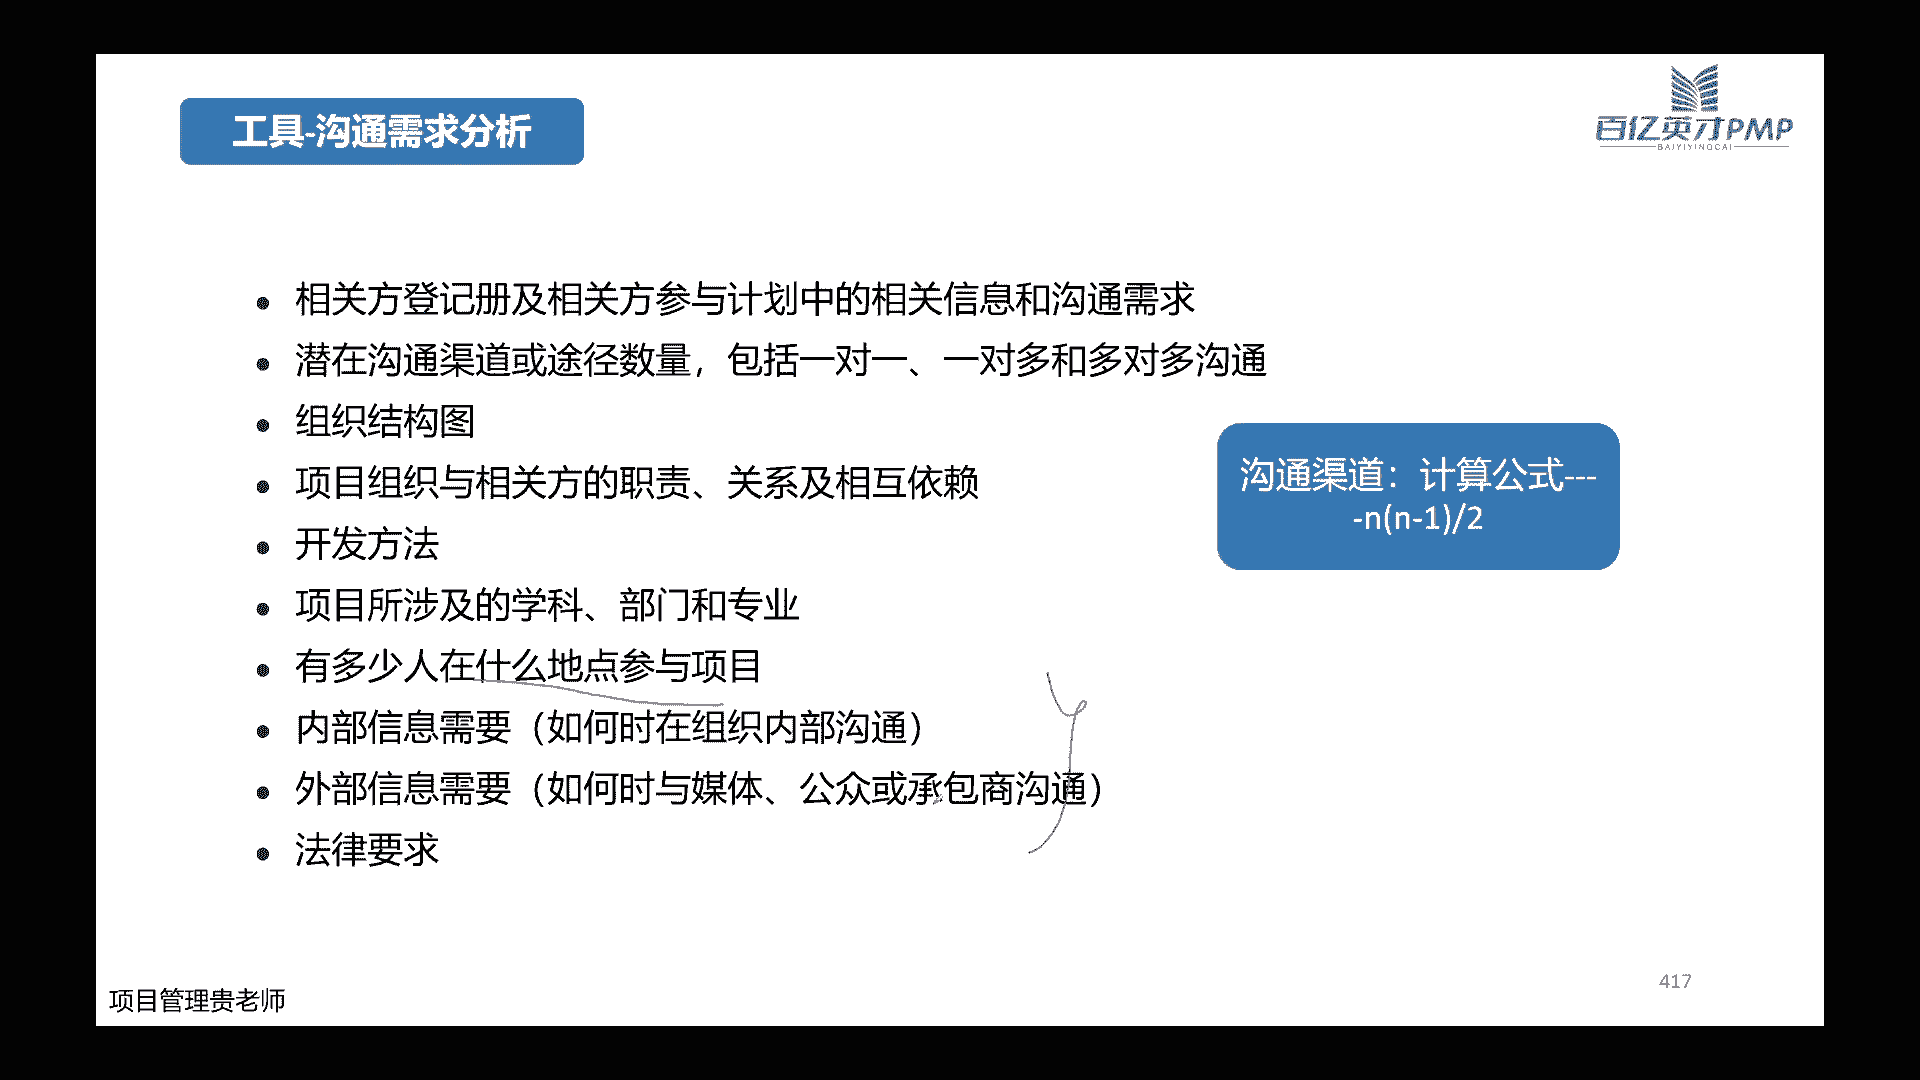 工具-沟通需求分析
百亿英才PMP
BAIYIYINGCAI
相关方登记册及相关方参与计划中的相关信息和沟通需求
潜在沟通渠道或途径数量，包括一对一、一对多和多对多沟通
组织结构图
项目组织与相关方的职责、关系及相互依赖
开发方法
项目所涉及的学科、部门和专业
有多少人在什么地点参与项目
内部信息需要（如何时在组织内部沟通）
外部信息需要（如何时与媒体、公众或承包商沟通）
法律要求
沟通渠道：计算公式---
-n(n-1)/2
417
项目管理贵老师